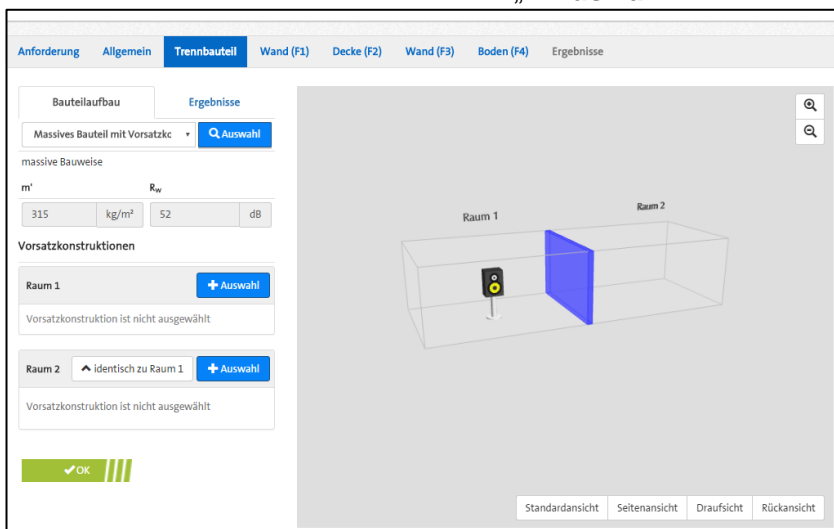 Anforderung Allgemein Trennbauteil Wand (F1) Decke (F2) Wand (F3) Boden (F4) Ergebnisse
Bauteilaufbau Ergebnisse
Massives Bauteil mit Vorsatzkc Auswahl
massive Bauweise
m' Rw
315 kg/m² 52 dB
Vorsatzkonstruktionen
Raum 1 Auswahl
Vorsatzkonstruktion ist nicht ausgewählt
Raum 2 identisch zu Raum 1 Auswahl
Vorsatzkonstruktion ist nicht ausgewählt
OK
Raum 1 Raum 2
Standardansicht Seitenansicht Draufsicht Rückansicht